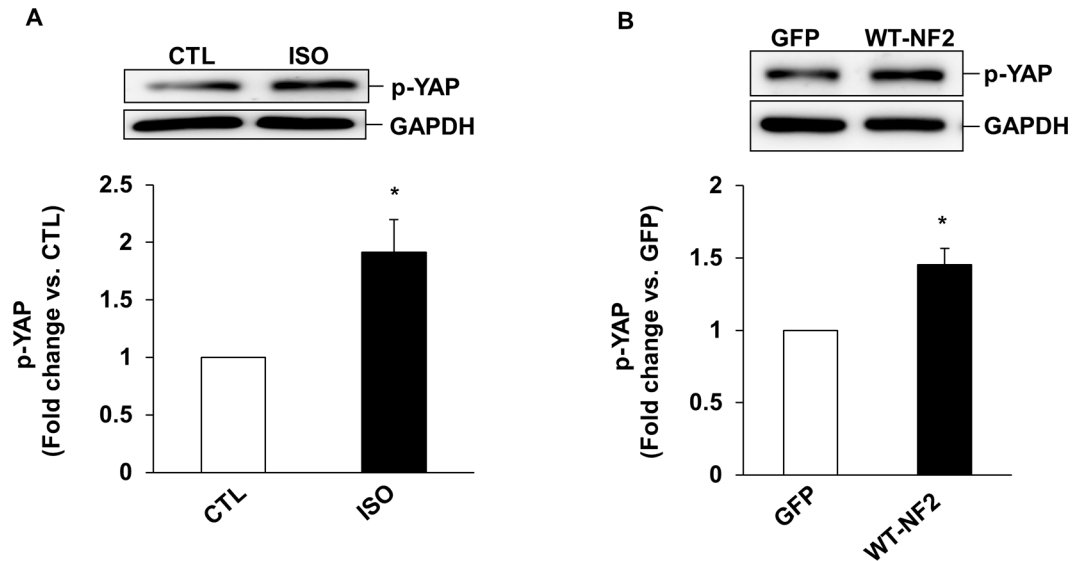 A
CTL ISO
p-YAP
GAPDH
p-YAP
(Fold change vs. CTL)
2.5
*
2
1.5
1
0.5
0
CTL
ISO
B
GFP WT-NF2
p-YAP
GAPDH
p-YAP
(Fold change vs. GFP)
2
*
1.5
1
0.5
0
GFP
WT-NF2